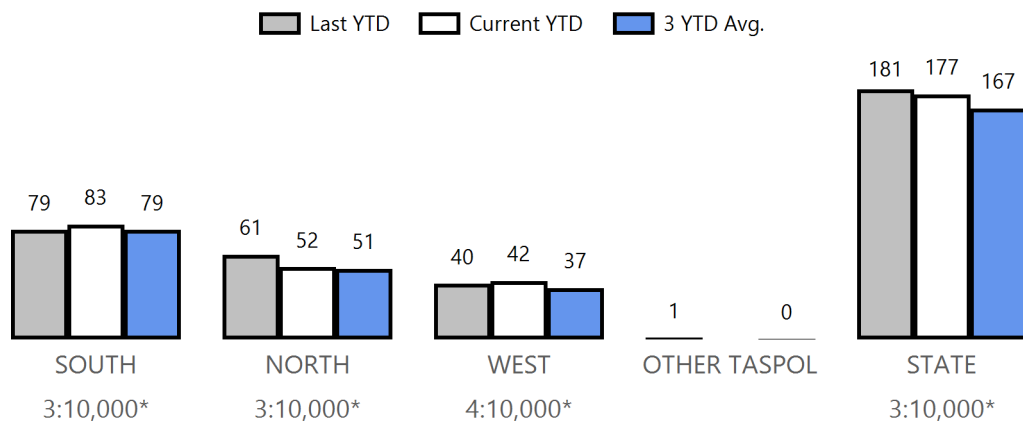 Last YTD Current YTD 3 YTD Avg.
181 177 167
79 83 79
61 52 51
40 42 37
1 0
SOUTH NORTH WEST OTHER TASPOL STATE
3:10,000* 3:10,000* 4:10,000* 3:10,000*